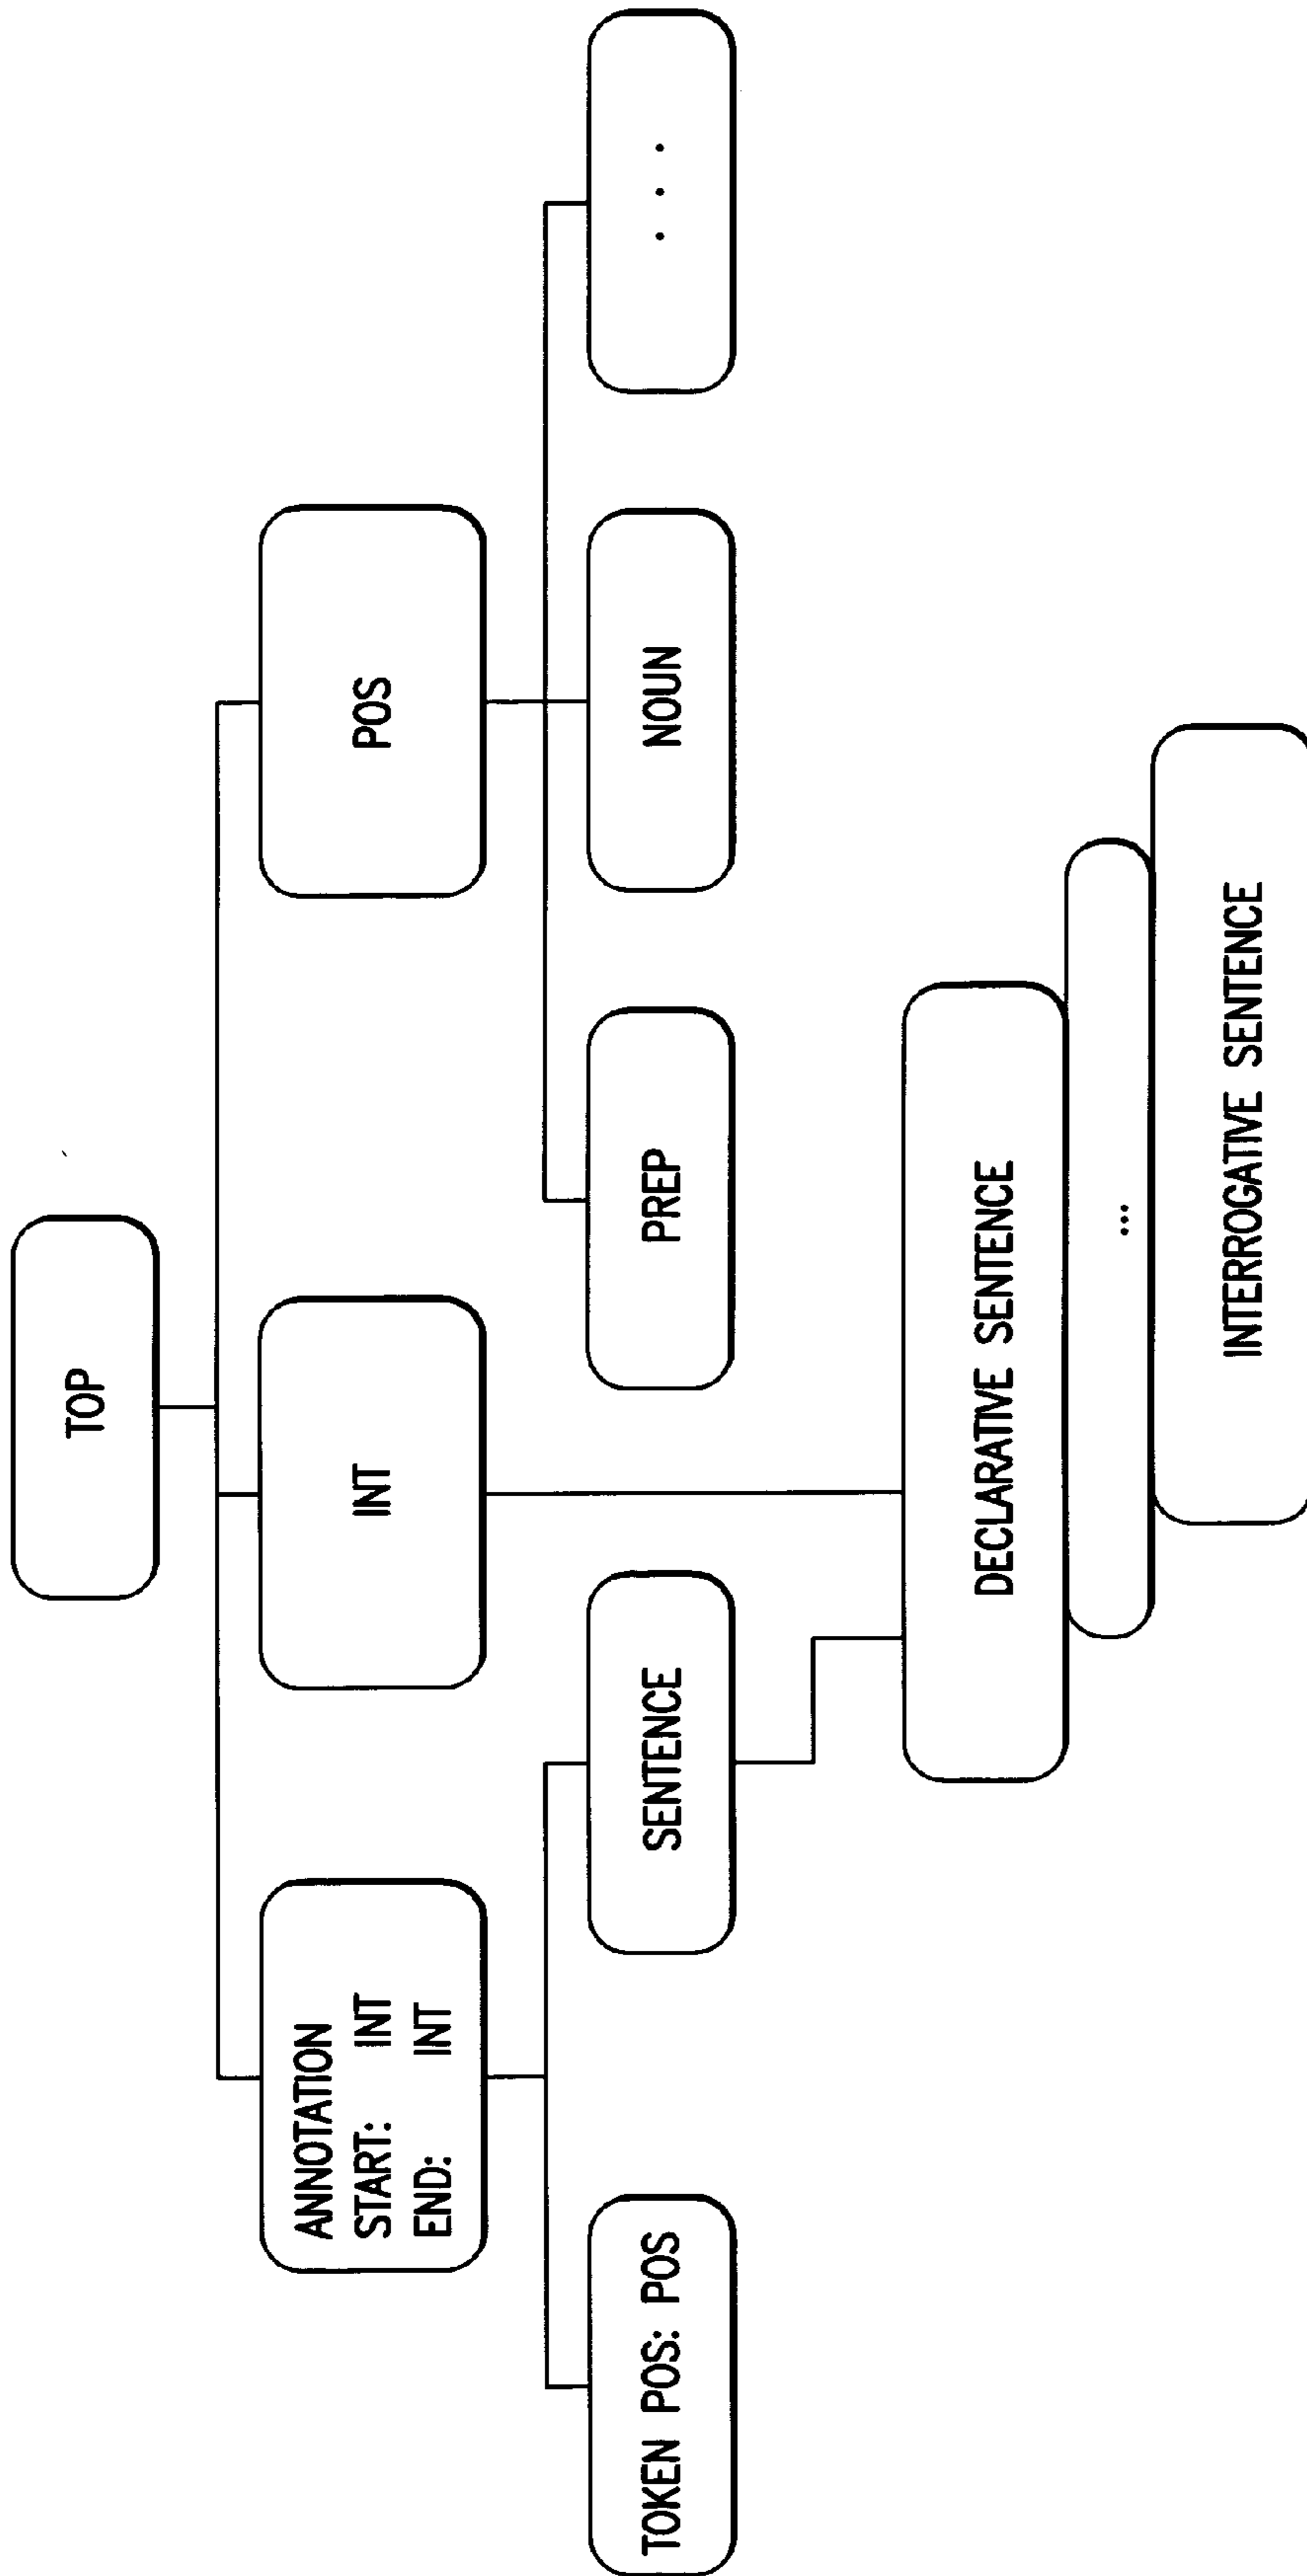 TOP
ANNOTATION
START: INT
END: INT
INT
POS
TOKEN POS: POS
SENTENCE
PREP
NOUN
. . .
DECLARATIVE SENTENCE
...
INTERROGATIVE SENTENCE